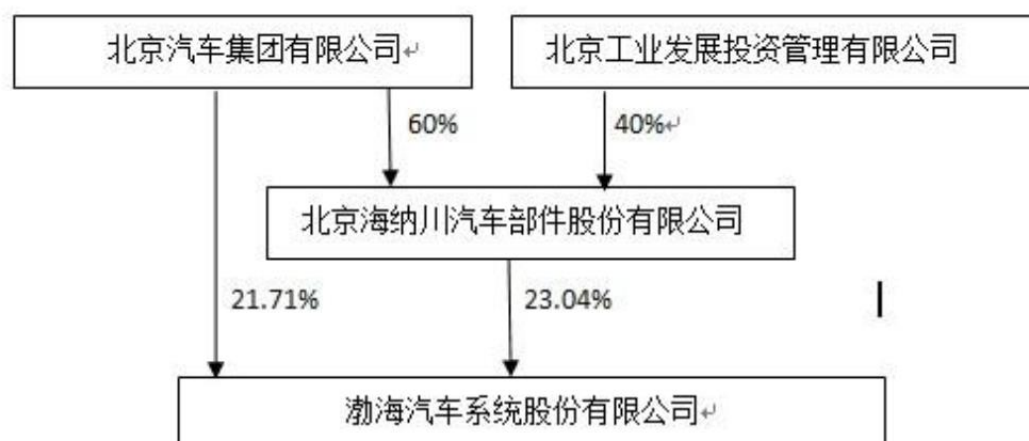 北京汽车集团有限公司
北京工业发展投资管理有限公司
60%
40%
北京海纳川汽车部件股份有限公司
21.71%
23.04%
渤海汽车系统股份有限公司